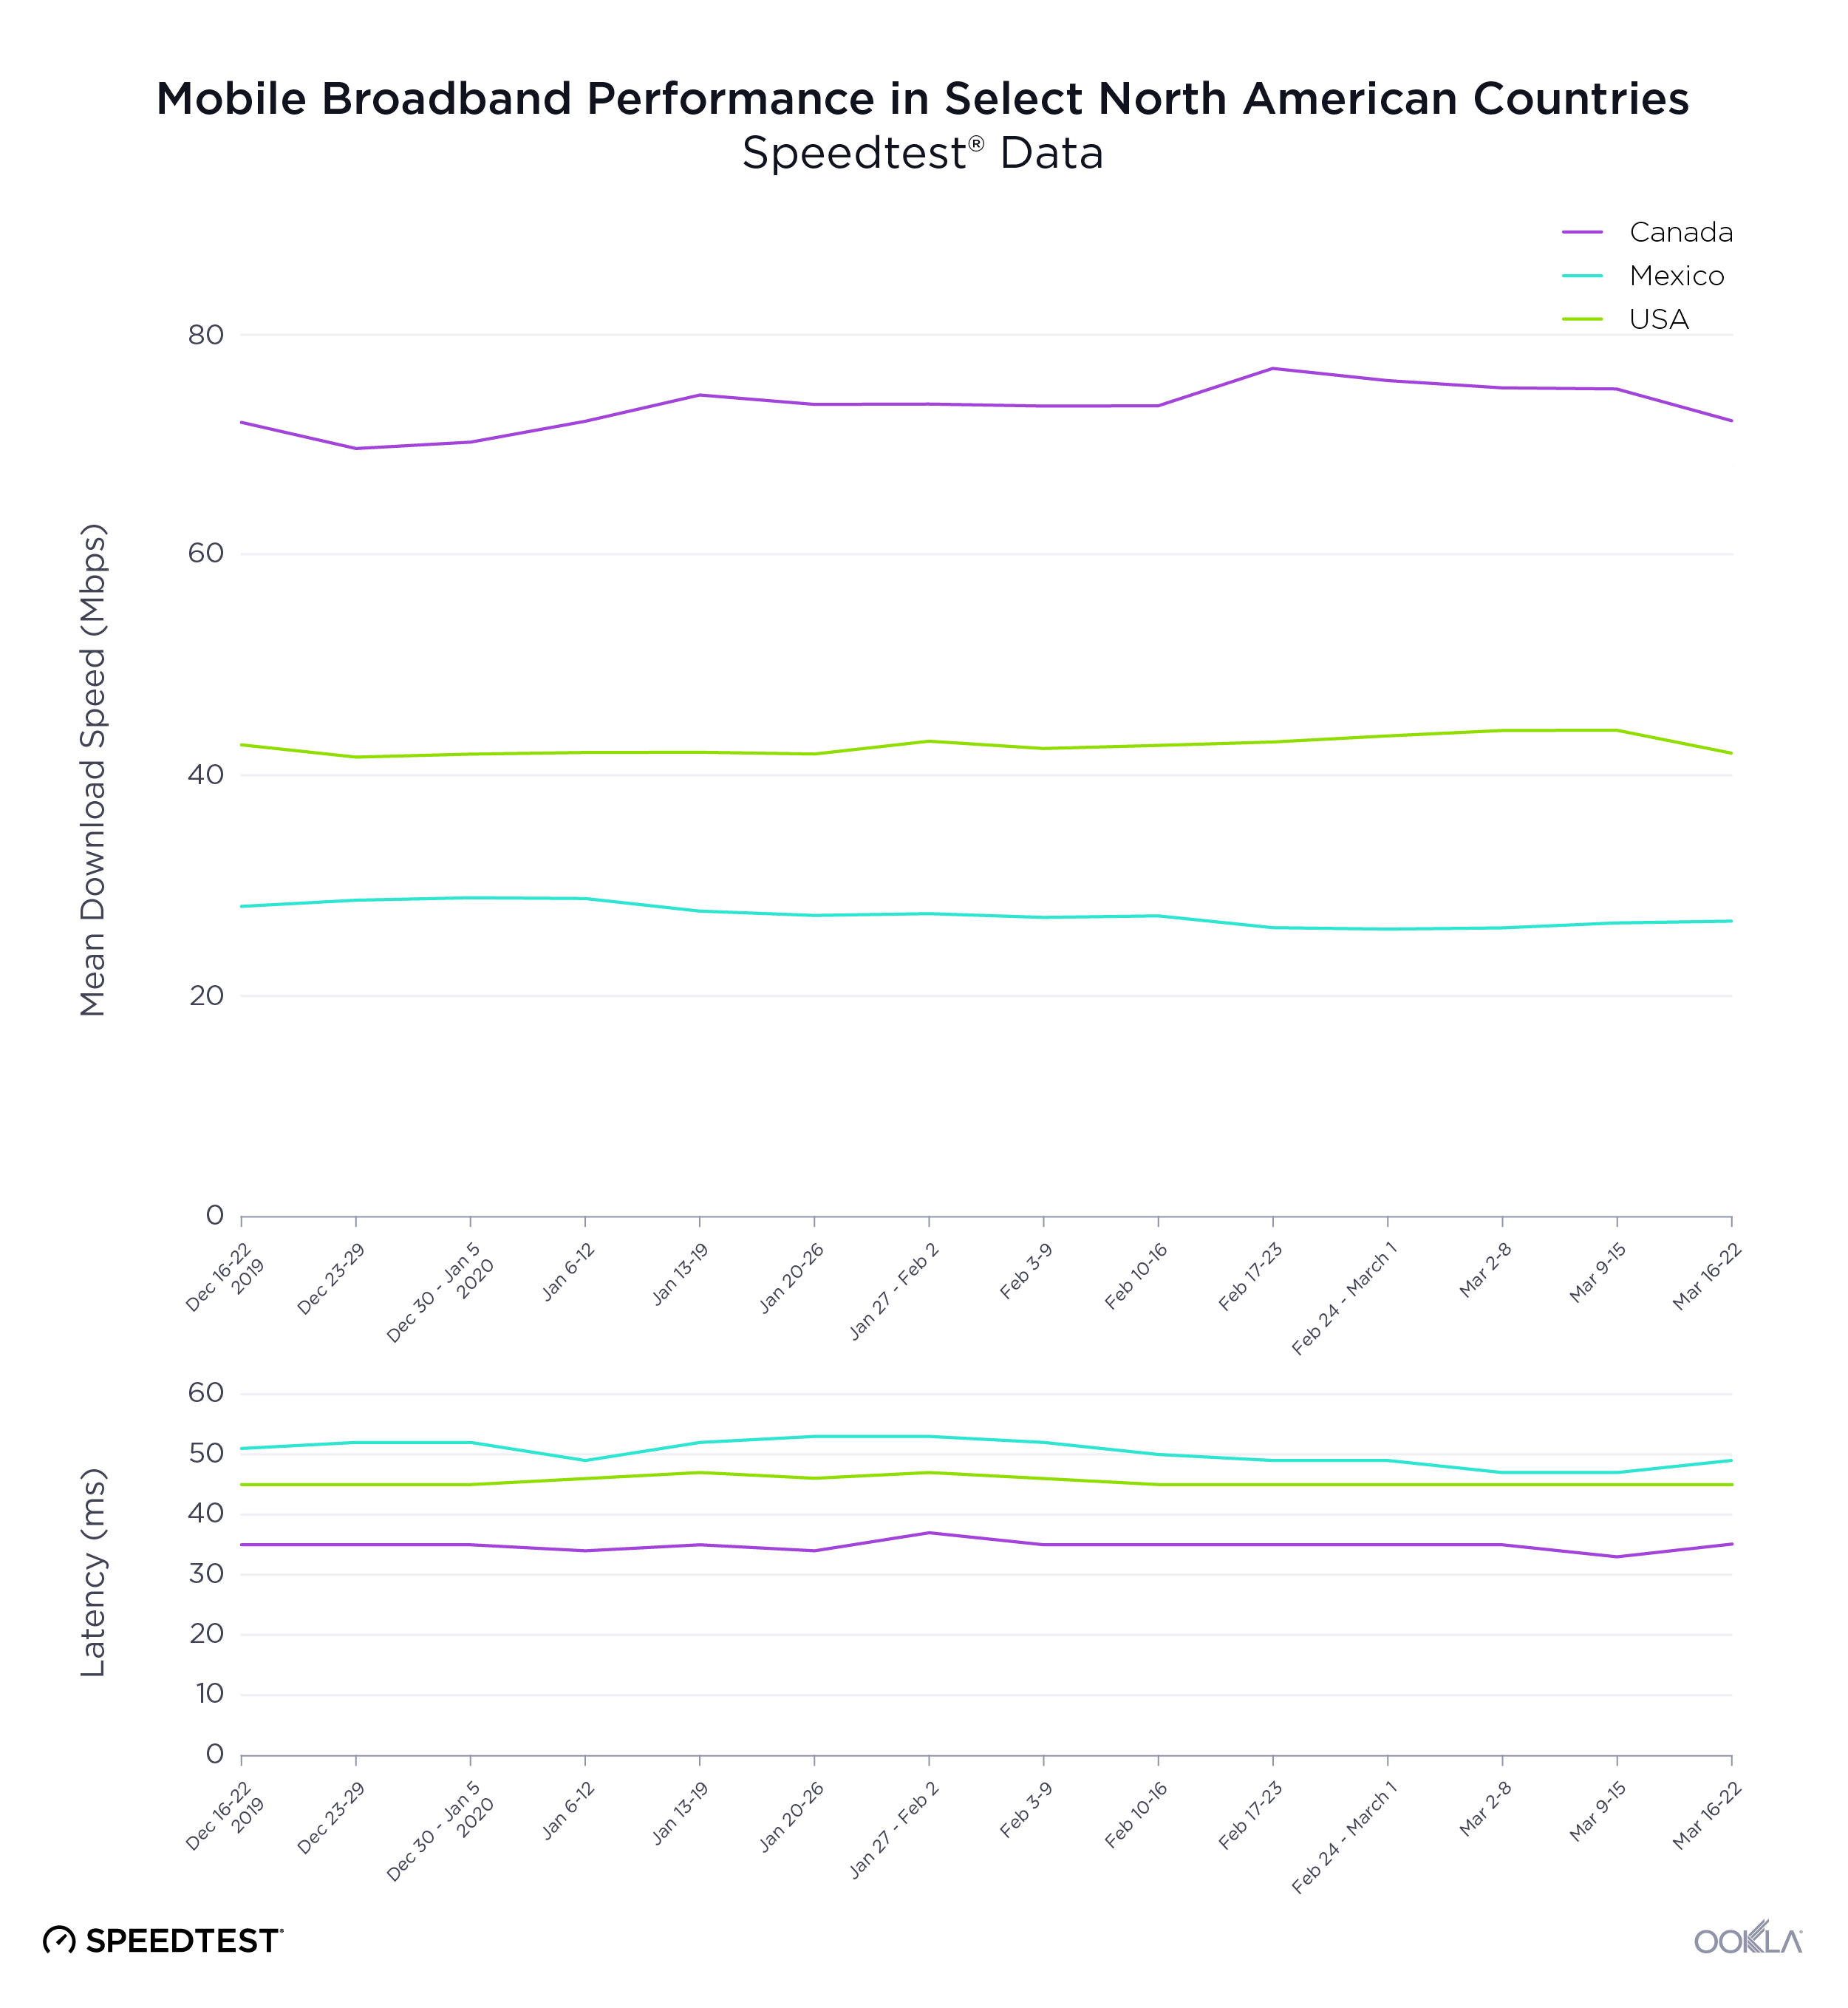 Mobile Broadband Performance in Select North American Countries
Speedtest® Data
Canada
Mexico
USA
Mean Download Speed (Mbps)
80
60
40
20
0
Dec 16-22
2019
Dec 23-29
Dec 30 - Jan 5
2020
Jan 6-12
Jan 13-19
Jan 20-26
Jan 27 - Feb 2
Feb 3-9
Feb 10-16
Feb 17-23
Feb 24 - March 1
Mar 2-8
Mar 9-15
Mar 16-22
Latency (ms)
60
50
40
30
20
10
0
Dec 16-22
2019
Dec 23-29
Dec 30 - Jan 5
2020
Jan 6-12
Jan 13-19
Jan 20-26
Jan 27 - Feb 2
Feb 3-9
Feb 10-16
Feb 17-23
Feb 24 - March 1
Mar 2-8
Mar 9-15
Mar 16-22
SPEEDTEST®
OOKLA®